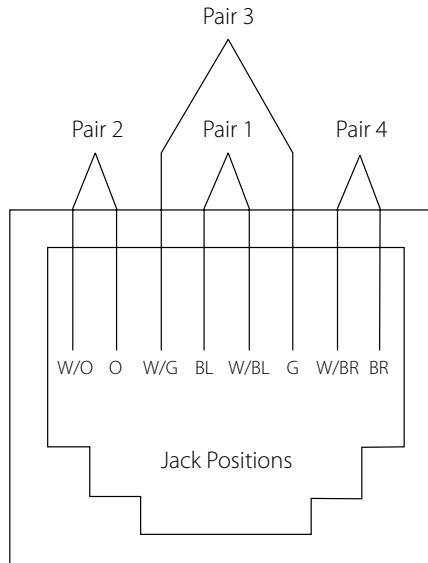 Pair 3
Pair 2 Pair 1 Pair 4
W/O O W/G BL W/BL G W/BR BR
Jack Positions